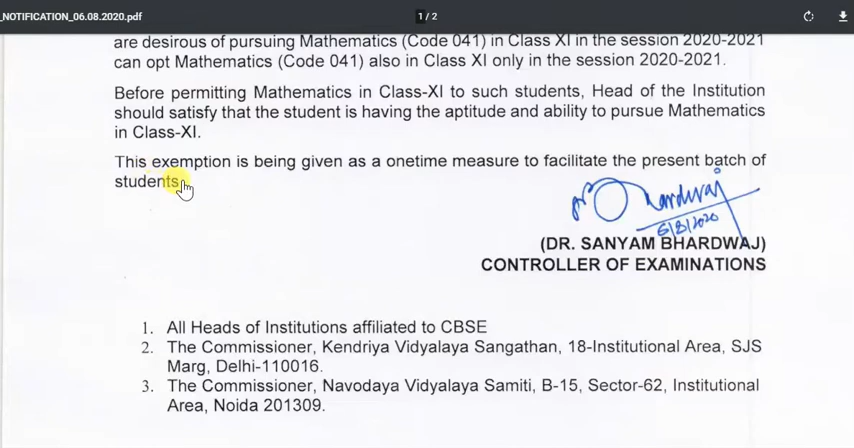 _NOTIFICATION_06.08.2020.pdf
1 / 2
are desirous of pursuing Mathematics (Code 041) in Class XI in the session 2020-2021
can opt Mathematics (Code 041) also in Class XI only in the session 2020-2021.
Before permitting Mathematics in Class-XI to such students, Head of the Institution
should satisfy that the student is having the aptitude and ability to pursue Mathematics
in Class-XI.
This exemption is being given as a onetime measure to facilitate the present batch of
students
Bhardwaj
6/8/2020
(DR. SANYAM BHARDWAJ)
CONTROLLER OF EXAMINATIONS
1. All Heads of Institutions affiliated to CBSE
2. The Commissioner, Kendriya Vidyalaya Sangathan, 18-Institutional Area, SJS
Marg, Delhi-110016.
3. The Commissioner, Navodaya Vidyalaya Samiti, B-15, Sector-62, Institutional
Area, Noida 201309.